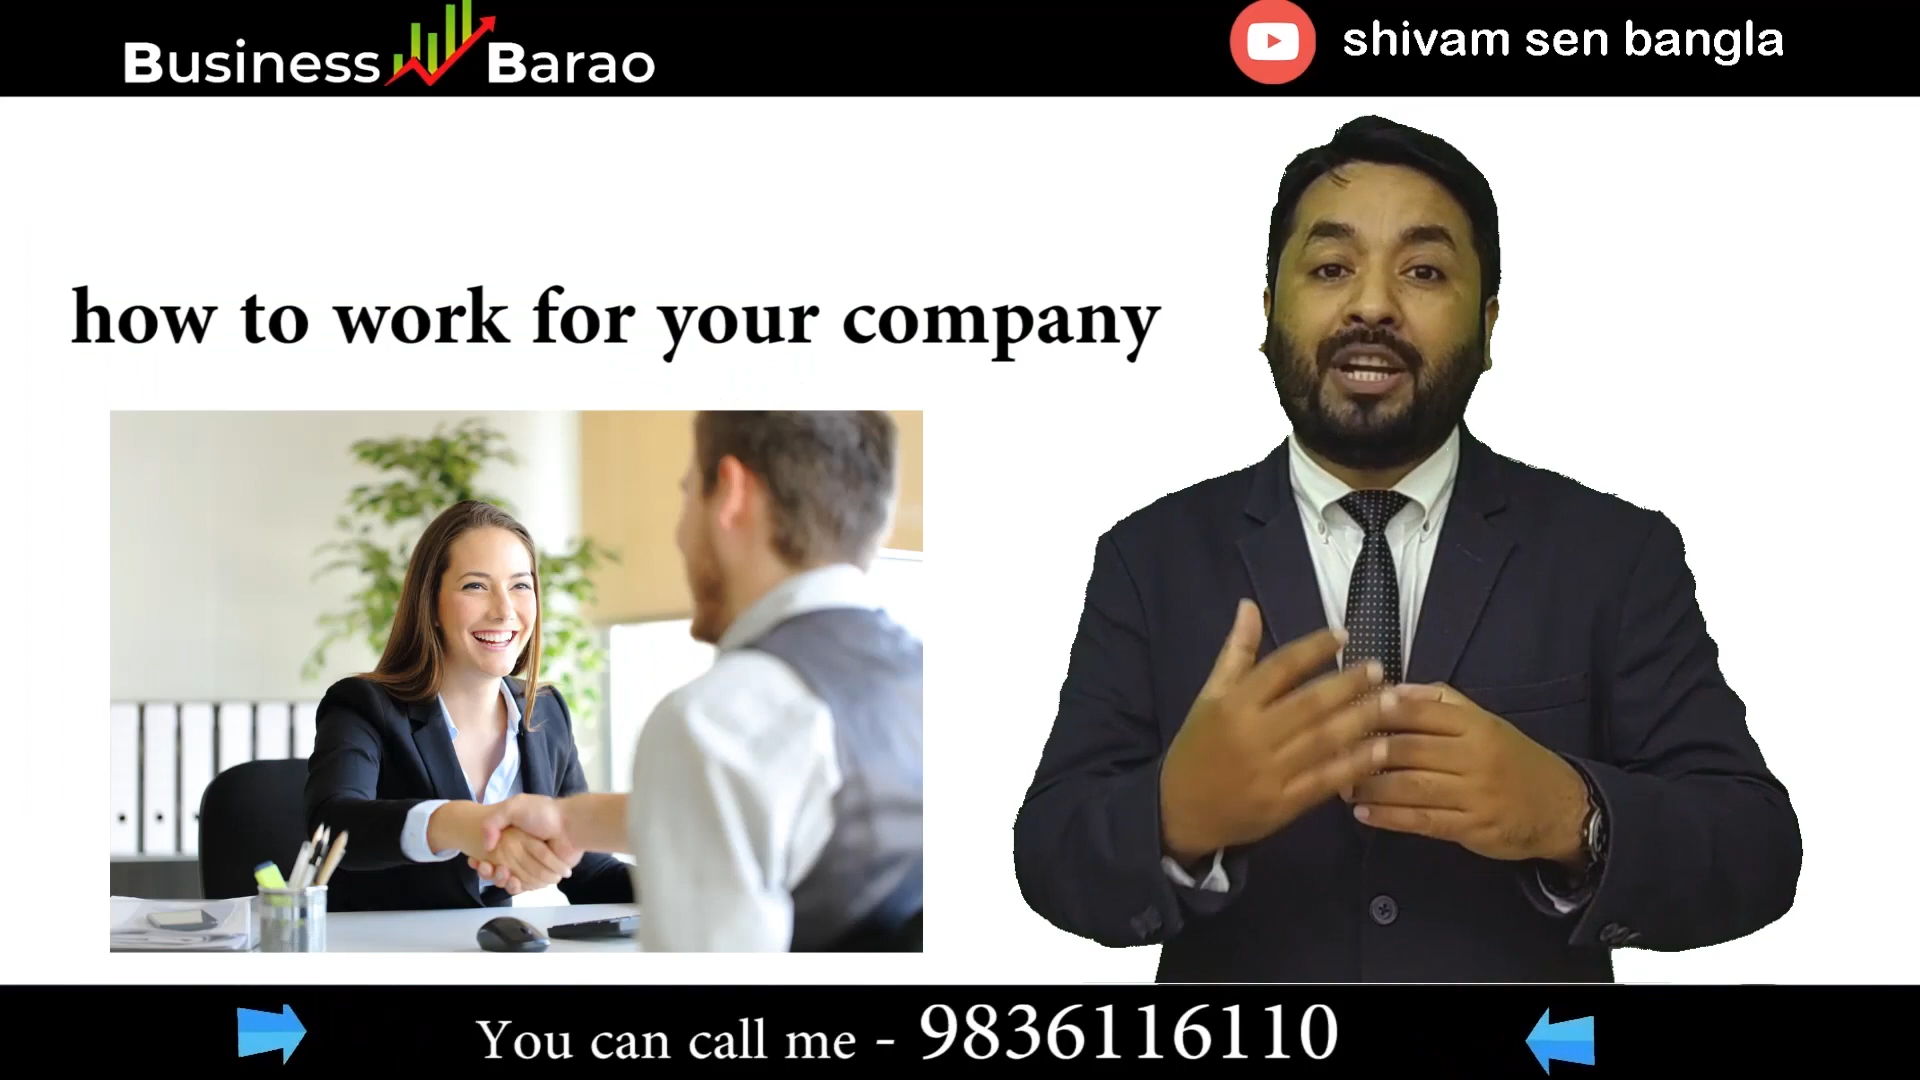 Business Barao
shivam sen bangla
how to work for your company
You can call me - 9836116110